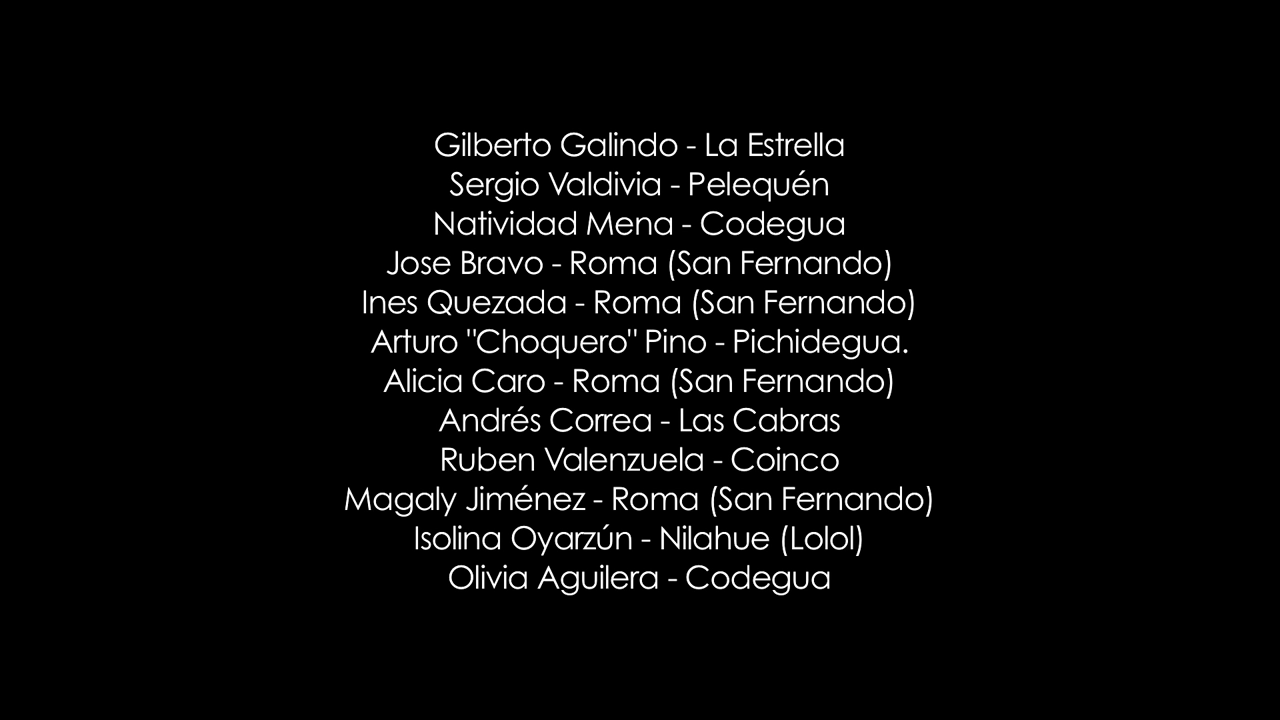 Gilberto Galindo - La Estrella
Sergio Valdivia - Pelequén
Natividad Mena - Codegua
Jose Bravo - Roma (San Fernando)
Ines Quezada - Roma (San Fernando)
Arturo "Choquero" Pino - Pichidegua.
Alicia Caro - Roma (San Fernando)
Andrés Correa - Las Cabras
Ruben Valenzuela - Coinco
Magaly Jiménez - Roma (San Fernando)
Isolina Oyarzún - Nilahue (Lolol)
Olivia Aguilera - Codegua